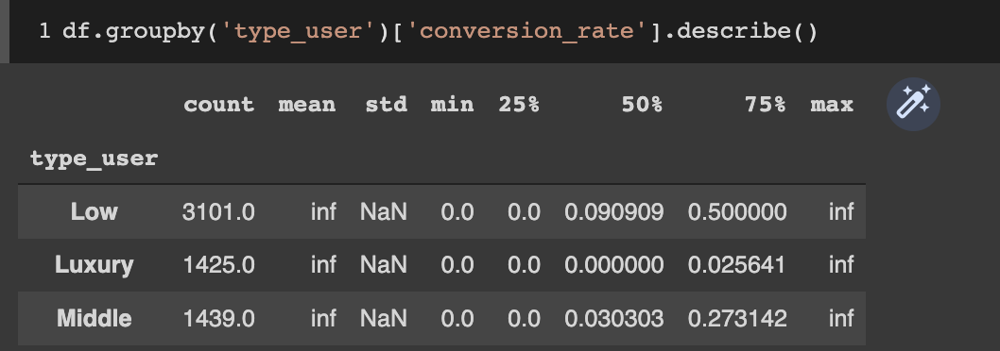 1 df.groupby('type_user')['conversion_rate'].describe()
count mean std min 25% 50% 75% max
type_user
Low 3101.0 inf NaN 0.0 0.0 0.090909 0.500000 inf
Luxury 1425.0 inf NaN 0.0 0.0 0.000000 0.025641 inf
Middle 1439.0 inf NaN 0.0 0.0 0.030303 0.273142 inf